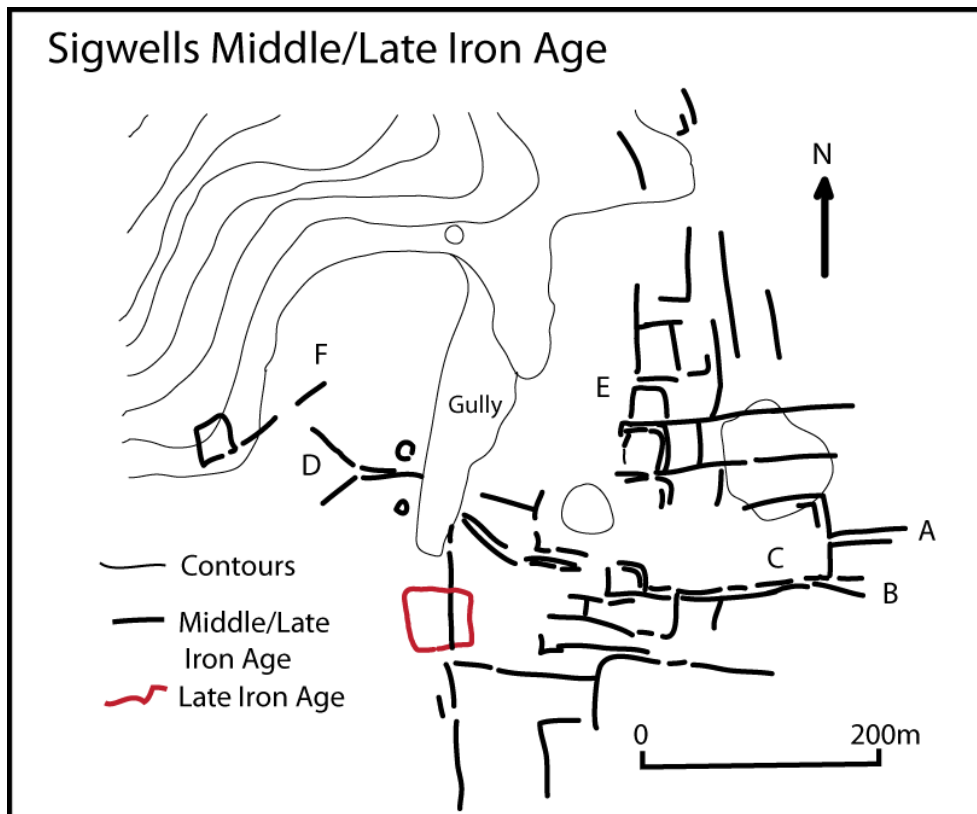 Sigwells Middle/Late Iron Age
N
F
E
Gully
D
A
C
B
Contours
Middle/Late
Iron Age
Late Iron Age
0 200m